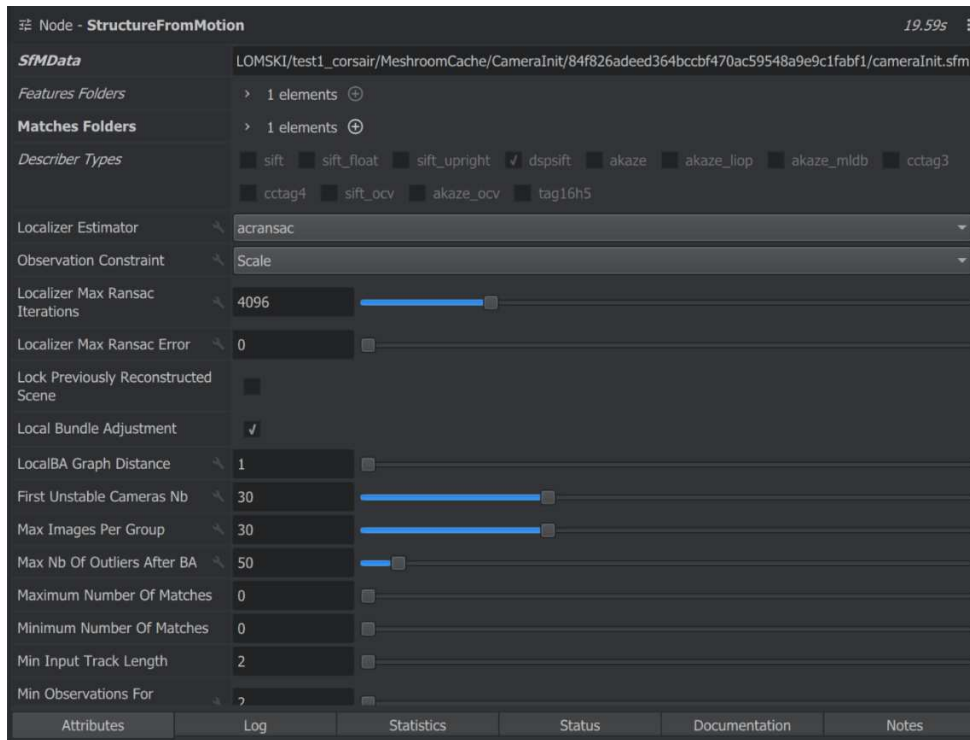 Node - StructureFromMotion 19.59s
SfMData LOMSKI/test1_corsair/MeshroomCache/CameraInit/84f826adeed364bccbf470ac59548a9e9c1fabf1/cameraInit.sfm
Features Folders 1 elements
Matches Folders 1 elements
Describer Types sift sift_float sift_upright dspsift akaze akaze_liop akaze_mldb cctag3
cctag4 sift_ocv akaze_ocv tag16h5
Localizer Estimator acransac
Observation Constraint Scale
Localizer Max Ransac
Iterations 4096
Localizer Max Ransac Error 0
Lock Previously Reconstructed
Scene
Local Bundle Adjustment
LocalBA Graph Distance 1
First Unstable Cameras Nb 30
Max Images Per Group 30
Max Nb Of Outliers After BA 50
Maximum Number Of Matches 0
Minimum Number Of Matches 0
Min Input Track Length 2
Min Observations For 2
Attributes Log Statistics Status Documentation Notes